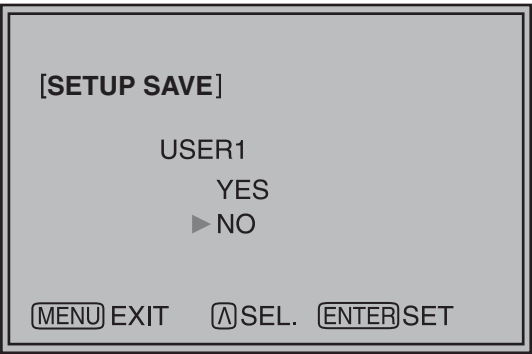 [SETUP SAVE]
USER1
YES
▶ NO
MENU EXIT ∧ SEL. ENTER SET